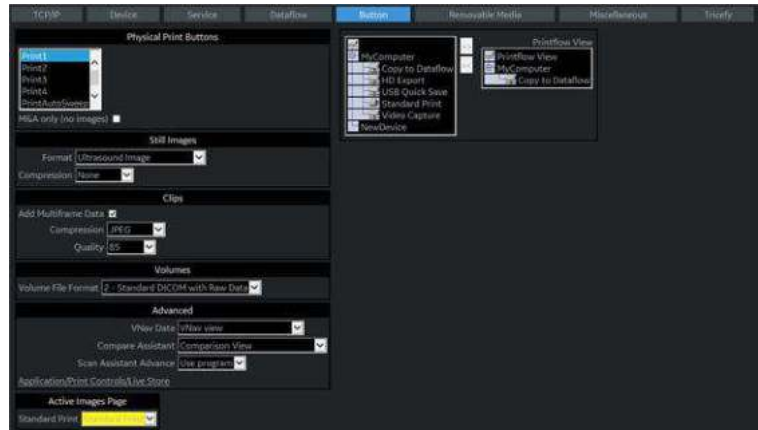 TCP/IP Device Service Dataflow Button Removable Media Miscellaneous Tricefy
Physical Print Buttons
Print1
Print2
Print3
Print4
PrintAutoSweep
M&A only (no images)
Still Images
Format Ultrasound Image
Compression None
Clips
Add Multiframe Data
Compression JPEG
Quality 85
Volumes
Volume File Format 2 - Standard DICOM with Raw Data
Advanced
VNav Date VNav view
Compare Assistant Comparison View
Scan Assistant Advance Use program
Application/Print Controls/Live Store
Active Images Page
Standard Print
MyComputer
Copy to Dataflow
HD Export
USB Quick Save
Standard Print
Video Capture
NewDevice
>>
<<
Printflow View
Printflow View
MyComputer
Copy to Dataflow